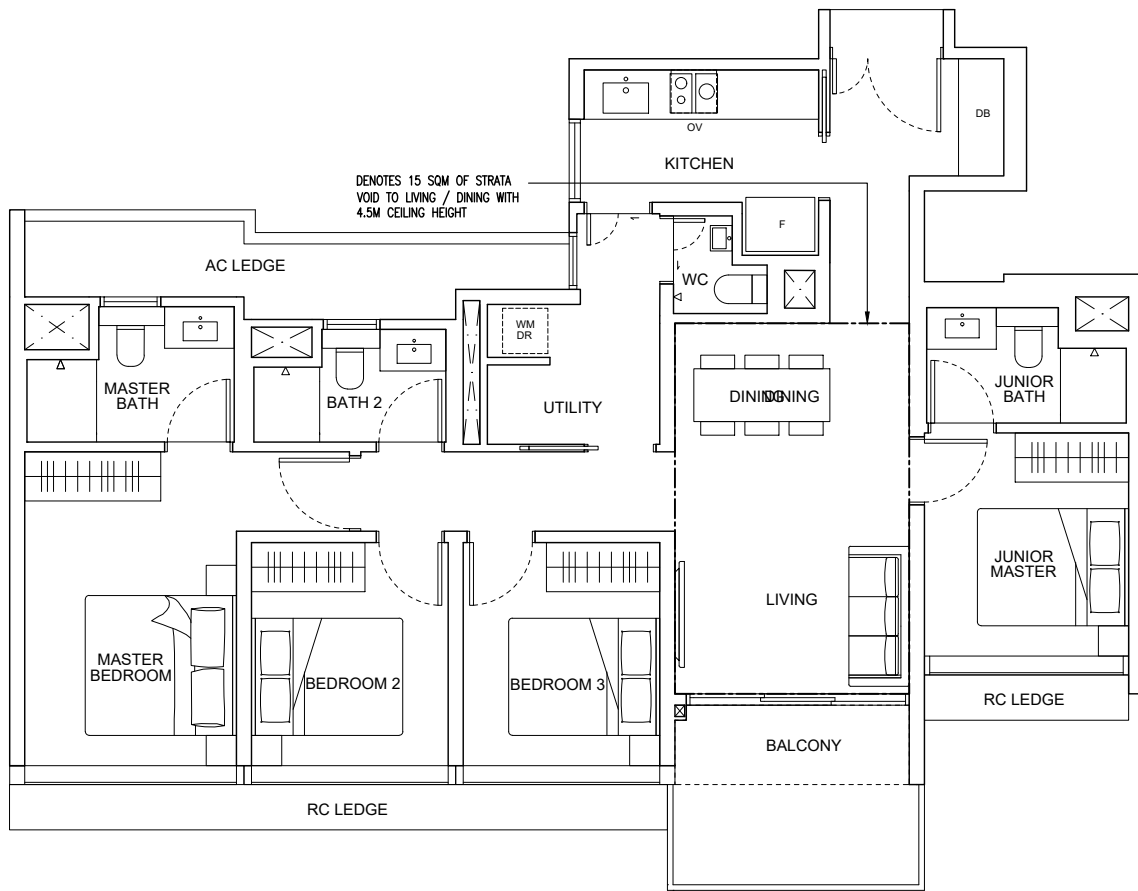 DB
OV
KITCHEN
DENOTES 15 SQM OF STRATA
VOID TO LIVING / DINING WITH
4.5M CEILING HEIGHT
F
1
AC LEDGE
WC
WM
DR
MASTER
BATH
BATH 2
UTILITY
DINING
DINING
JUNIOR
BATH
JUNIOR
MASTER
LIVING
MASTER
BEDROOM
BEDROOM 2
BEDROOM 3
RC LEDGE
BALCONY
RC LEDGE